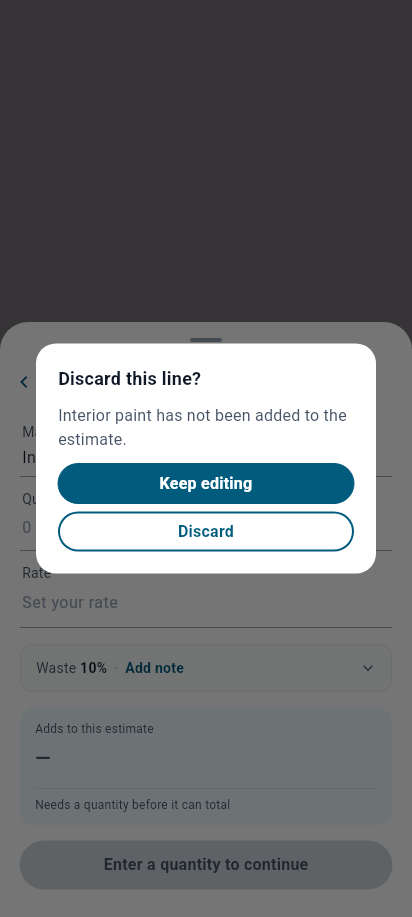 Discard this line?
Interior paint has not been added to the
estimate.
Keep editing
Discard
0
Rate
Set your rate
Waste 10% · Add note
Adds to this estimate
—
Needs a quantity before it can total
Enter a quantity to continue